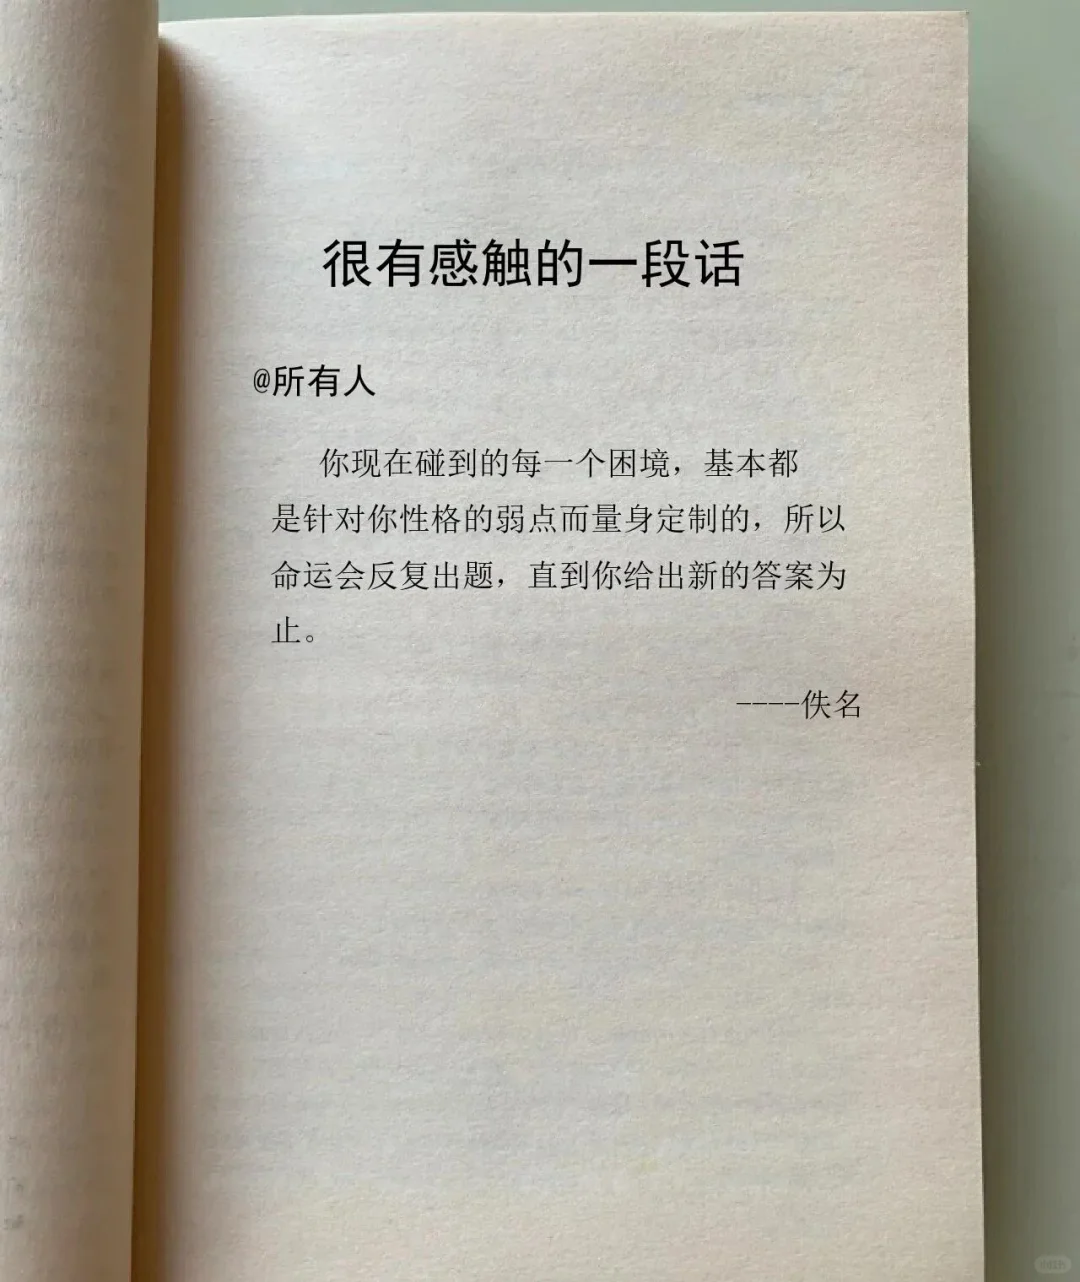 很有感触的一段话
@所有人
你现在碰到的每一个困境，基本都
是针对你性格的弱点而量身定制的，所以
命运会反复出题，直到你给出新的答案为
止。
----佚名